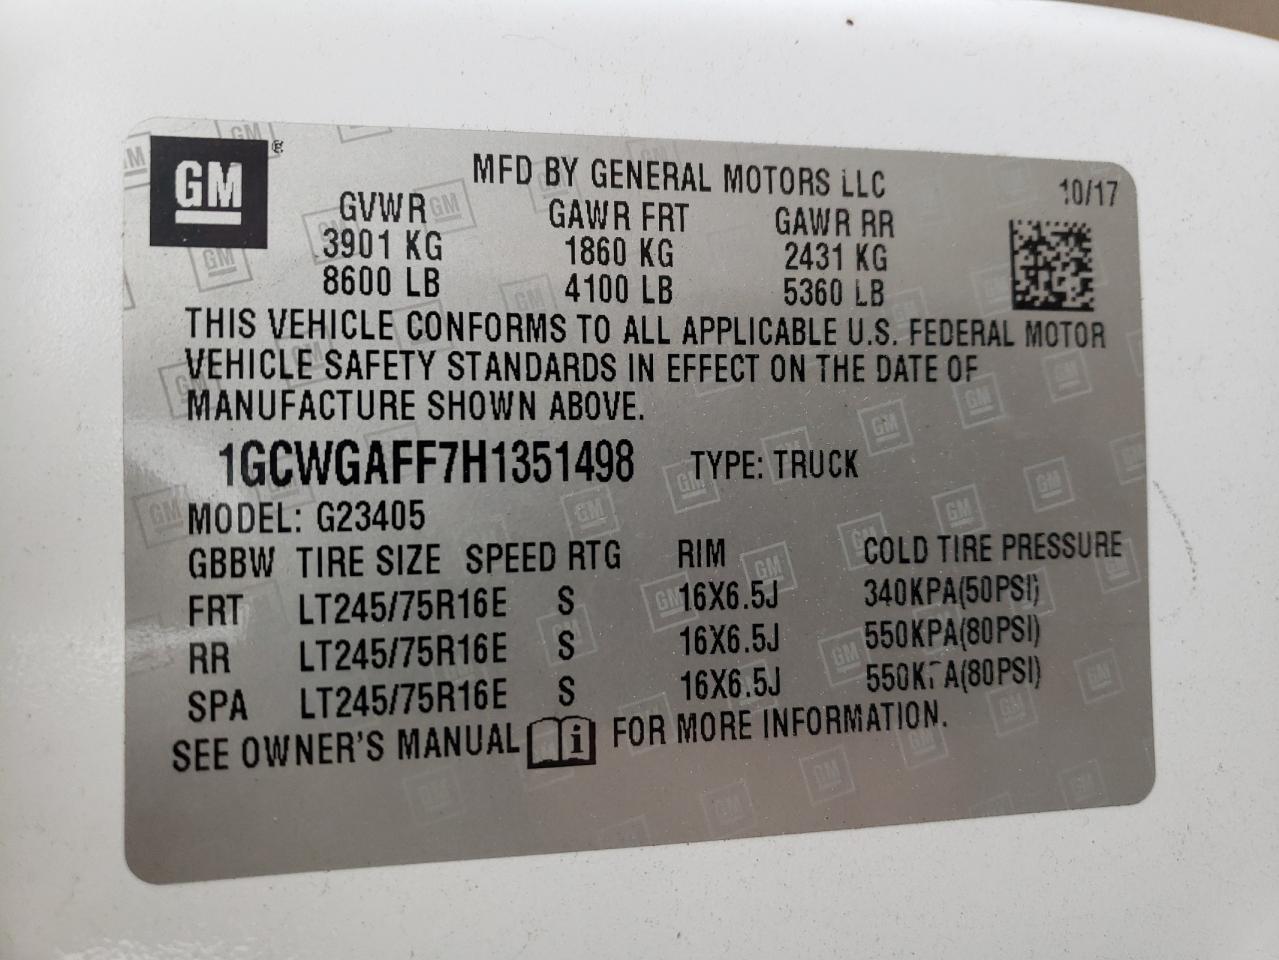 GM
MFD BY GENERAL MOTORS LLC
10/17
GVWR GAWR FRT GAWR RR
3901 KG 1860 KG 2431 KG
8600 LB 4100 LB 5360 LB
THIS VEHICLE CONFORMS TO ALL APPLICABLE U.S. FEDERAL MOTOR
VEHICLE SAFETY STANDARDS IN EFFECT ON THE DATE OF
MANUFACTURE SHOWN ABOVE.
1GCWGAFF7H1351498 TYPE: TRUCK
MODEL: G23405
GBBW TIRE SIZE SPEED RTG RIM COLD TIRE PRESSURE
FRT LT245/75R16E S 16X6.5J 340KPA(50PSI)
RR LT245/75R16E S 16X6.5J 550KPA(80PSI)
SPA LT245/75R16E S 16X6.5J 550KPA(80PSI)
SEE OWNER'S MANUAL i FOR MORE INFORMATION.